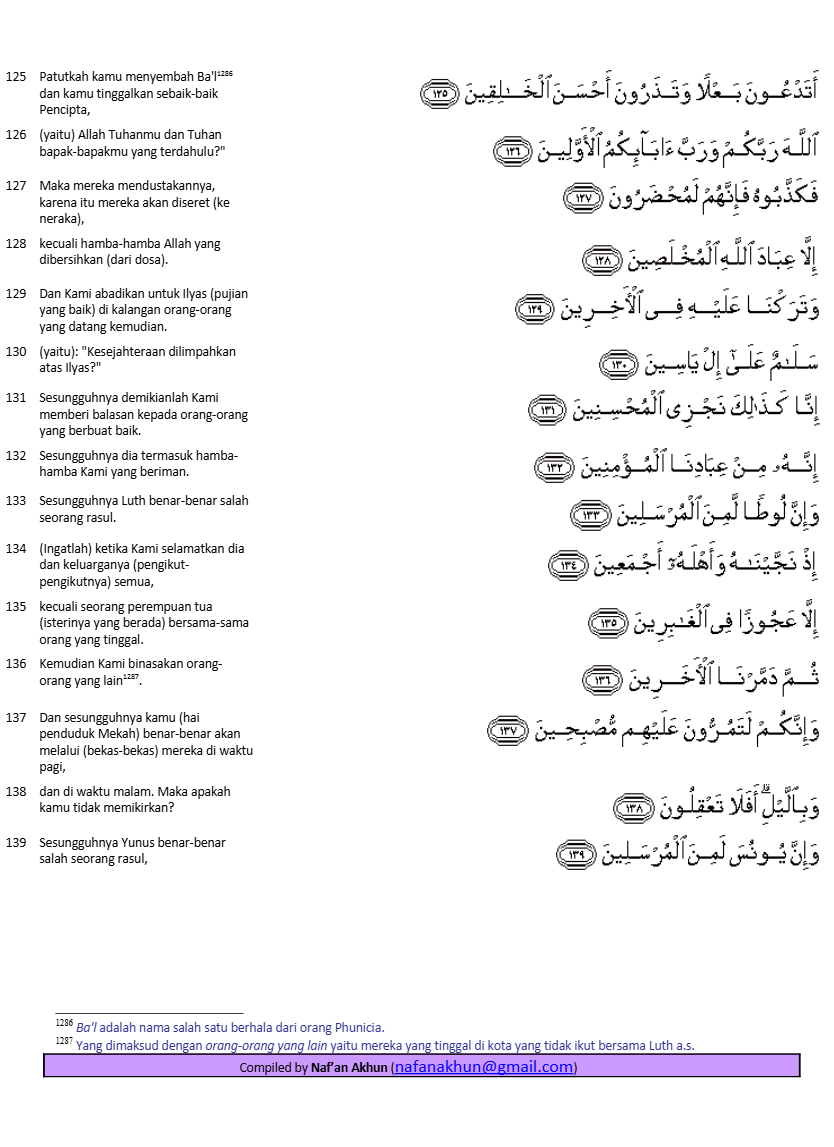 125 Patutkah kamu menyembah Ba'l1286
dan kamu tinggalkan sebaik-baik
Pencipta,
أَتَدْعُونَ بَعْلًا وَتَذَرُونَ أَحْسَنَ ٱلْخَـٰلِقِينَ ١٢٥
126 (yaitu) Allah Tuhanmu dan Tuhan
bapak-bapakmu yang terdahulu?"
ٱللَّهَ رَبَّكُمْ وَرَبَّ ءَابَآئِكُمُ ٱلْأَوَّلِينَ ١٢٦
127 Maka mereka mendustakannya,
karena itu mereka akan diseret (ke
neraka),
فَكَذَّبُوهُ فَإِنَّهُمْ لَمُحْضَرُونَ ١٢٧
128 kecuali hamba-hamba Allah yang
dibersihkan (dari dosa).
إِلَّا عِبَادَ ٱللَّهِ ٱلْمُخْلَصِينَ ١٢٨
129 Dan Kami abadikan untuk Ilyas (pujian
yang baik) di kalangan orang-orang
yang datang kemudian.
وَتَرَكْنَا عَلَيْهِ فِى ٱلْأَخِرِينَ ١٢٩
130 (yaitu): "Kesejahteraan dilimpahkan
atas Ilyas?"
سَلَـٰمٌ عَلَىٰٓ إِلْ يَاسِينَ ١٣٠
131 Sesungguhnya demikianlah Kami
memberi balasan kepada orang-orang
yang berbuat baik.
إِنَّا كَذَٰلِكَ نَجْزِى ٱلْمُحْسِنِينَ ١٣١
132 Sesungguhnya dia termasuk hamba-
hamba Kami yang beriman.
إِنَّهُۥ مِنْ عِبَادِنَا ٱلْمُؤْمِنِينَ ١٣٢
133 Sesungguhnya Luth benar-benar salah
seorang rasul.
وَإِنَّ لُوطًا لَّمِنَ ٱلْمُرْسَلِينَ ١٣٣
134 (Ingatlah) ketika Kami selamatkan dia
dan keluarganya (pengikut-
pengikutnya) semua,
إِذْ نَجَّيْنَـٰهُ وَأَهْلَهُۥٓ أَجْمَعِينَ ١٣٤
135 kecuali seorang perempuan tua
(isterinya yang berada) bersama-sama
orang yang tinggal.
إِلَّا عَجُوزًا فِى ٱلْغَـٰبِرِينَ ١٣٥
136 Kemudian Kami binasakan orang-
orang yang lain1287.
ثُمَّ دَمَّرْنَا ٱلْأَخَرِينَ ١٣٦
137 Dan sesungguhnya kamu (hai
penduduk Mekah) benar-benar akan
melalui (bekas-bekas) mereka di waktu
pagi,
وَإِنَّكُمْ لَتَمُرُّونَ عَلَيْهِم مُّصْبِحِينَ ١٣٧
138 dan di waktu malam. Maka apakah
kamu tidak memikirkan?
وَبِٱلَّيْلِ ۗ أَفَلَا تَعْقِلُونَ ١٣٨
139 Sesungguhnya Yunus benar-benar
salah seorang rasul,
وَإِنَّ يُونُسَ لَمِنَ ٱلْمُرْسَلِينَ ١٣٩
1286 Ba'l adalah nama salah satu berhala dari orang Phunicia.
1287 Yang dimaksud dengan orang-orang yang lain yaitu mereka yang tinggal di kota yang tidak ikut bersama Luth a.s.
Compiled by Naf'an Akhun (nafanakhun@gmail.com)